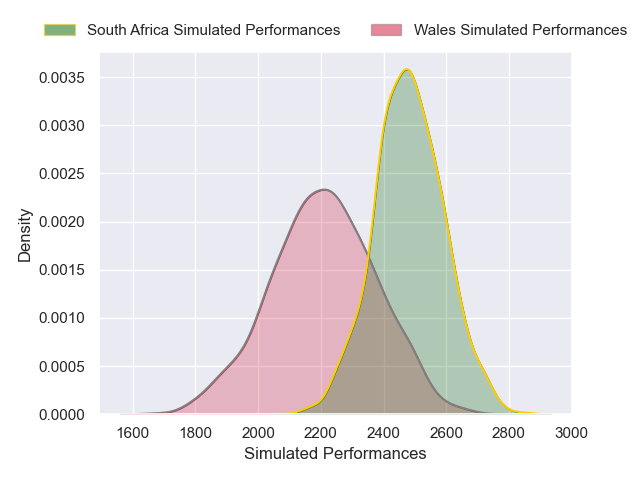 South Africa Simulated Performances Wales Simulated Performances
0.0035
0.0030
0.0025
0.0020
0.0015
0.0010
0.0005
0.0000
Density
1600 1800 2000 2200 2400 2600 2800 3000
Simulated Performances